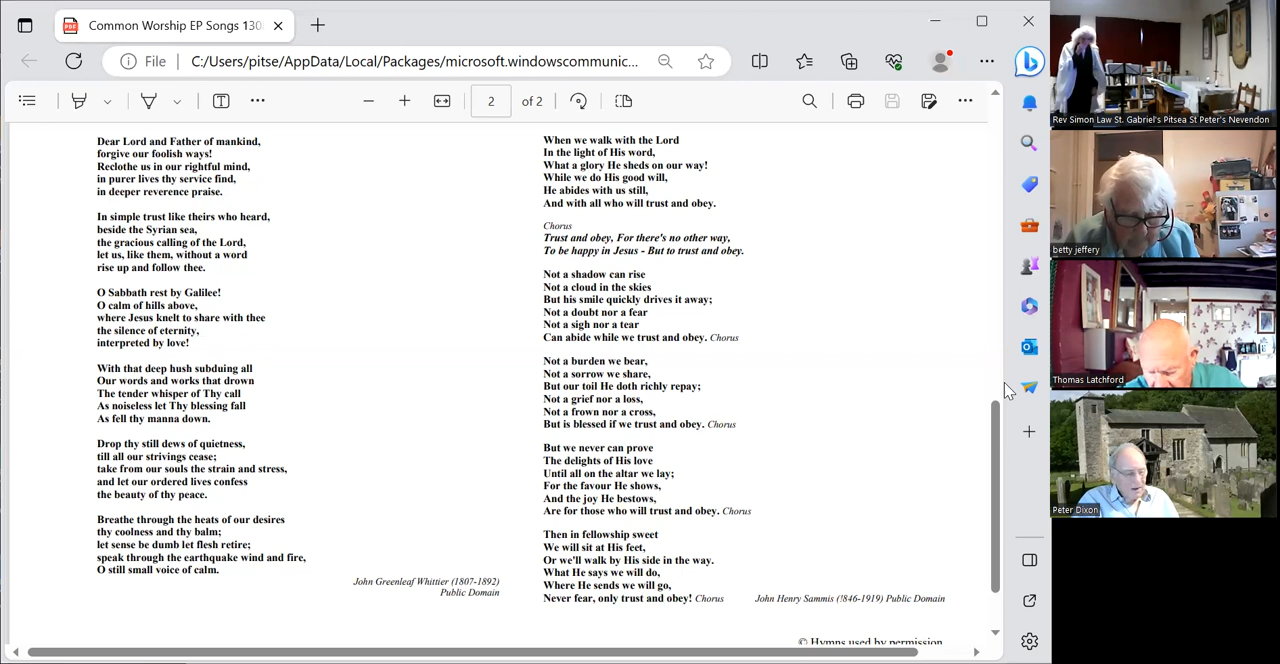 Common Worship EP Songs 130
File
C:/Users/pitse/AppData/Local/Packages/microsoft.windowscommunic...
2
of 2
Dear Lord and Father of mankind,
forgive our foolish ways!
Reclothe us in our rightful mind,
in purer lives thy service find,
in deeper reverence praise.
In simple trust like theirs who heard,
beside the Syrian sea,
the gracious calling of the Lord,
let us, like them, without a word
rise up and follow thee.
O Sabbath rest by Galilee!
O calm of hills above,
where Jesus knelt to share with thee
the silence of eternity,
interpreted by love!
With that deep hush subduing all
Our words and works that drown
The tender whisper of Thy call
As noiseless let Thy blessing fall
As fell thy manna down.
Drop thy still dews of quietness,
till all our strivings cease;
take from our souls the strain and stress,
and let our ordered lives confess
the beauty of thy peace.
Breathe through the heats of our desires
thy coolness and thy balm;
let sense be dumb let flesh retire;
speak through the earthquake wind and fire,
O still small voice of calm.
John Greenleaf Whittier (1807-1892)
Public Domain
When we walk with the Lord
In the light of His word,
What a glory He sheds on our way!
While we do His good will,
He abides with us still,
And with all who will trust and obey.
Chorus
Trust and obey, For there's no other way,
To be happy in Jesus - But to trust and obey.
Not a shadow can rise
Not a cloud in the skies
But his smile quickly drives it away;
Not a doubt nor a fear
Not a sigh nor a tear
Can abide while we trust and obey. Chorus
Not a burden we bear,
Not a sorrow we share,
But our toil He doth richly repay;
Not a grief nor a loss,
Not a frown nor a cross,
But is blessed if we trust and obey. Chorus
But we never can prove
The delights of His love
Until all on the altar we lay;
For the favour He shows,
And the joy He bestows,
Are for those who will trust and obey. Chorus
Then in fellowship sweet
We will sit at His feet,
Or we'll walk by His side in the way.
What He says we will do,
Where He sends we will go,
Never fear, only trust and obey! Chorus
John Henry Sammis (!846-1919) Public Domain
© Hymns used by permission
Rev Simon Law St. Gabriel's Pitsea St Peter's Nevendon
betty jeffery
Thomas Latchford
Peter Dixon